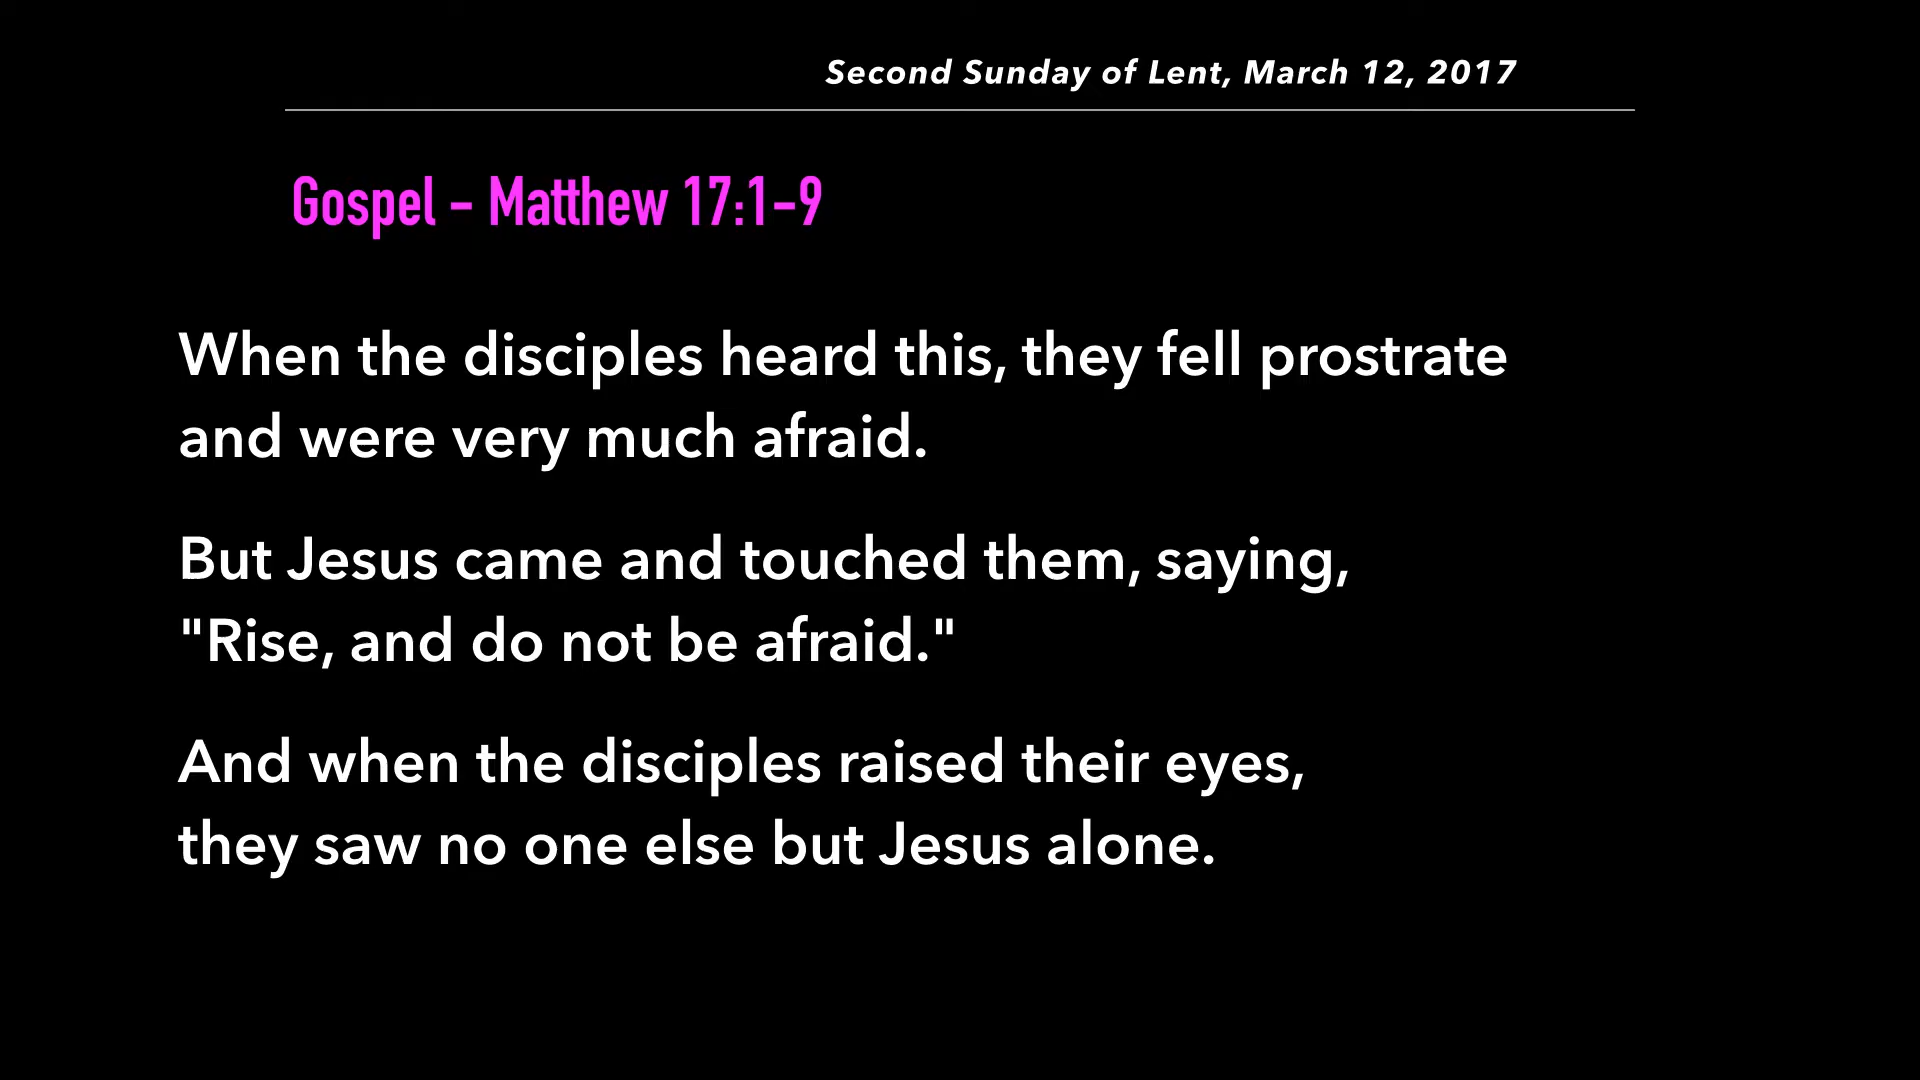 Second Sunday of Lent, March 12, 2017
Gospel - Matthew 17:1-9
When the disciples heard this, they fell prostrate
and were very much afraid.
But Jesus came and touched them, saying,
"Rise, and do not be afraid."
And when the disciples raised their eyes,
they saw no one else but Jesus alone.